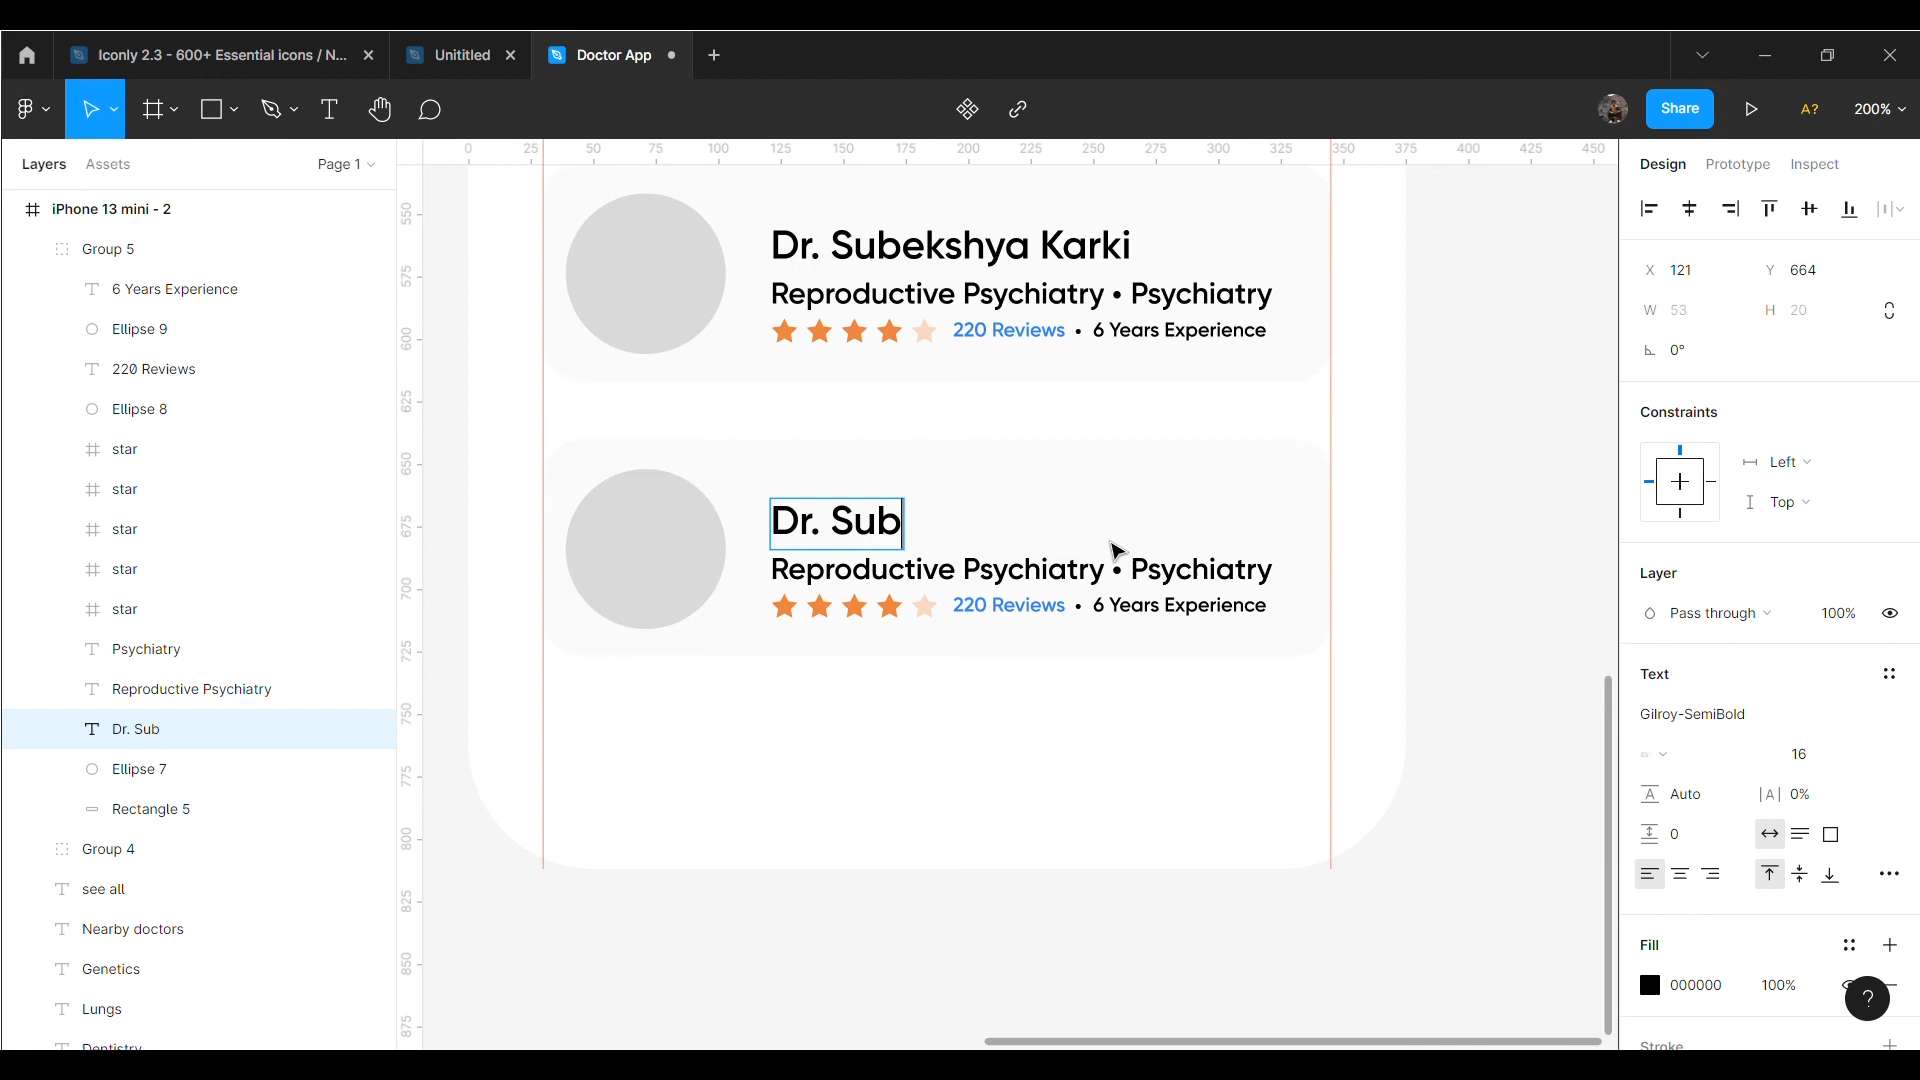 Iconly 2.3 - 600+ Essential icons / N...
Unititled
Doctor App
Share
A?
200%
Layers
Assets
Page 1
0 25 50 75 100 125 150 175 200 225 250 275 300 325 350 375 400 425 450
Design
Prototype
Inspect
iPhone 13 mini - 2
Group 5
6 Years Experience
Ellipse 9
220 Reviews
Ellipse 8
star
star
star
star
star
Psychiatry
Reproductive Psychiatry
Dr. Sub
Ellipse 7
Rectangle 5
Group 4
see all
Nearby doctors
Genetics
Lungs
Dentistry
550
575
600
625
650
675
700
725
750
775
800
825
850
875
Dr. Subekshya Karki
Reproductive Psychiatry • Psychiatry
220 Reviews • 6 Years Experience
Dr. Sub
Reproductive Psychiatry • Psychiatry
220 Reviews • 6 Years Experience
X 121 Y 664
W 53 H 20
0°
Constraints
Left
Top
Layer
Pass through 100%
Text
Gilroy-SemiBold
16
A Auto |A| 0%
0
Fill
000000 100%
?
Stroke